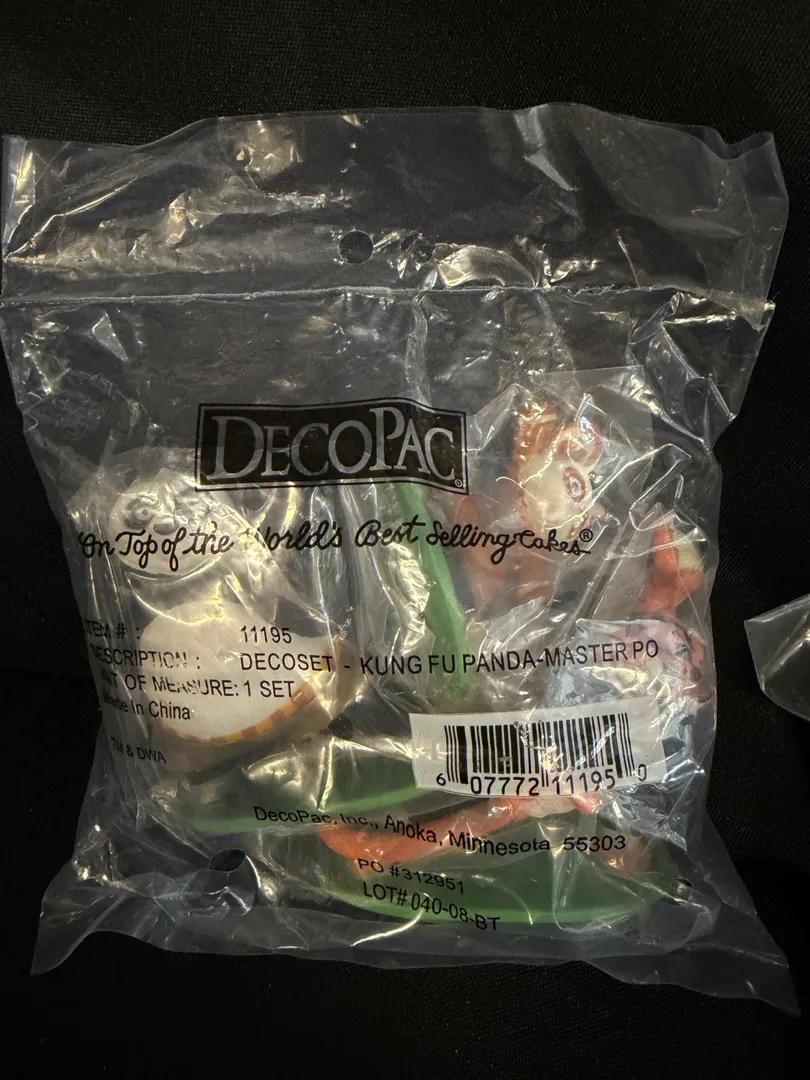 DECOPAC®
On Top of the World's Best Selling Cakes®
ITEM # : 11195
DESCRIPTION : DECOSET - KUNG FU PANDA-MASTER PO
UNIT OF MEASURE: 1 SET
Made In China
TM & DWA
6 07772 11195 0
DecoPac, Inc., Anoka, Minnesota 55303
PO #312951
LOT# 040-08-BT